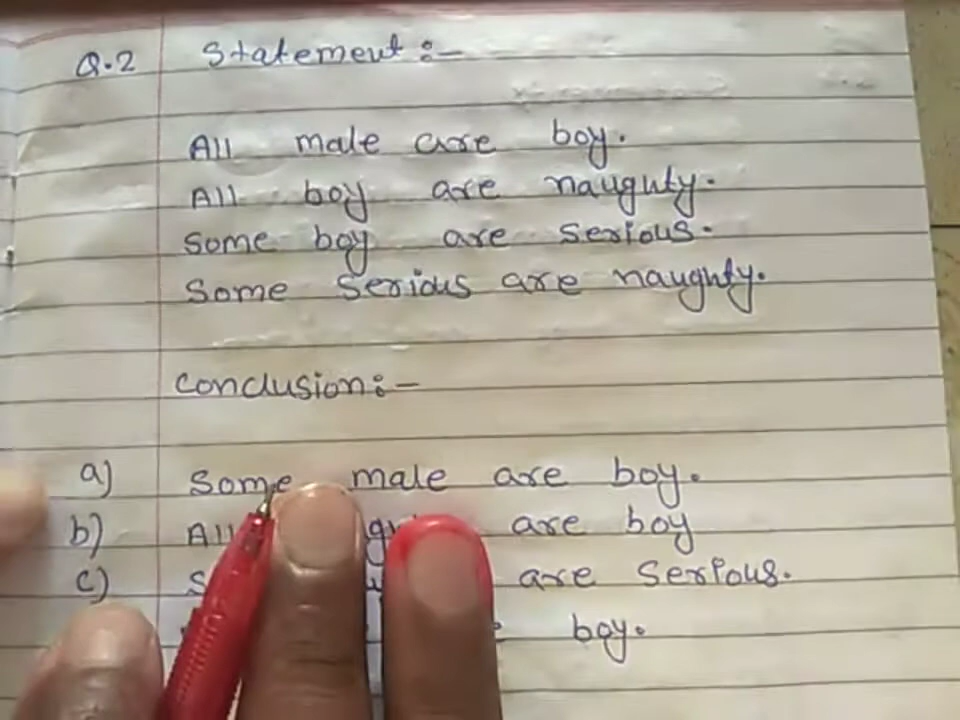 Q.2 Statement :-
All male are boy.
All boy are naughty.
Some boy are serious.
Some serious are naughty.
Conclusion :-
a) Some male are boy.
b) All are boy
c) are serious.
boy.